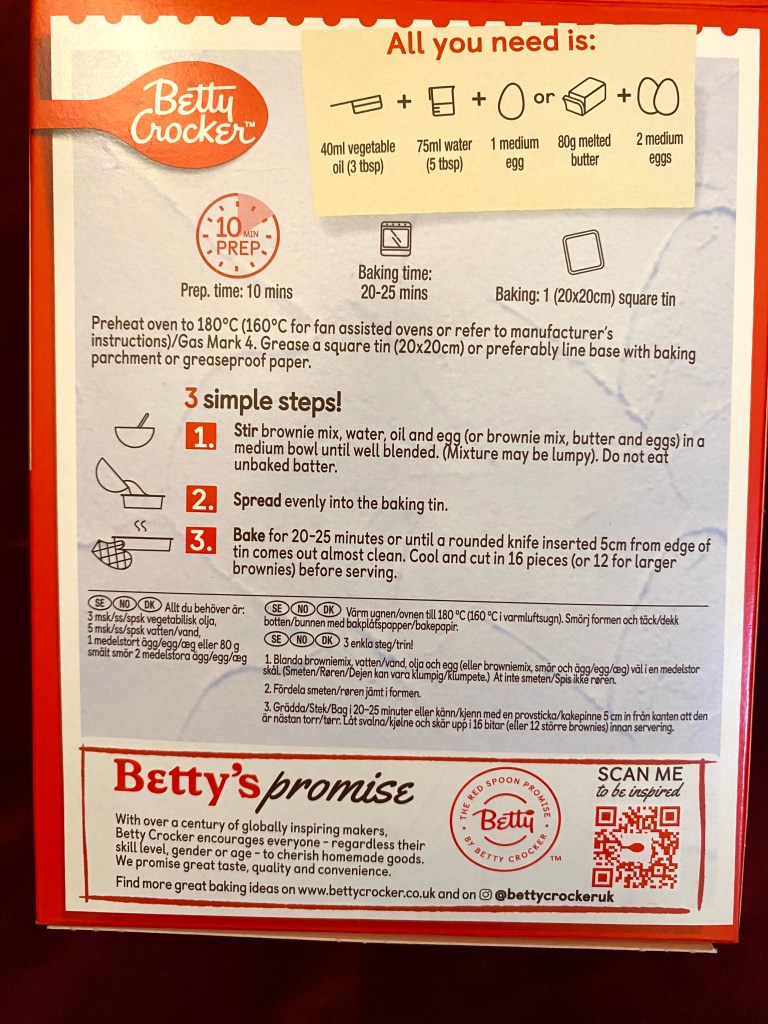 All you need is:
Betty
Crocker™
+ + or +
40ml vegetable
oil (3 tbsp)
75ml water
(5 tbsp)
1 medium
egg
80g melted
butter
2 medium
eggs
10 MIN
PREP
Prep. time: 10 mins
Baking time:
20-25 mins
Baking: 1 (20x20cm) square tin
Preheat oven to 180°C (160°C for fan assisted ovens or refer to manufacturer's
instructions)/Gas Mark 4. Grease a square tin (20x20cm) or preferably line base with baking
parchment or greaseproof paper.
3 simple steps!
1. Stir brownie mix, water, oil and egg (or brownie mix, butter and eggs) in a
medium bowl until well blended. (Mixture may be lumpy). Do not eat
unbaked batter.
2. Spread evenly into the baking tin.
3. Bake for 20-25 minutes or until a rounded knife inserted 5cm from edge of
tin comes out almost clean. Cool and cut in 16 pieces (or 12 for larger
brownies) before serving.
SE NO DK Allt du behöver är:
3 msk/ss/spsk vegetabilisk olja,
5 msk/ss/spsk vatten/vand,
1 medelstort ägg/egg/æg eller 80 g
smält smör 2 medelstora ägg/egg/æg
SE NO DK Värm ugnen/ovnen till 180 °C (160 °C i varmluftsugn). Smörj formen och täck/dekk
botten/bunnen med bakplåtspapper/bakepapir.
SE NO DK 3 enkla steg/trin!
1. Blanda browniemix, vatten/vand, olja och egg (eller browniemix, smör och ägg/egg/æg) väl i en medelstor
skål. (Smeten/Røren/Dejen kan vara klumpig/klumpete.) Ät inte smeten/Spis ikke røren.
2. Fördela smeten/røren jämt i formen.
3. Grädda/Stek/Bag i 20-25 minuter eller känn/kjenn med en provsticka/kakepinne 5 cm in från kanten att den
är nästan torr/tørr. Låt svalna/kjølne och skär upp i 16 bitar (eller 12 större brownies) innan servering.
Betty's promise
With over a century of globally inspiring makers,
Betty Crocker encourages everyone - regardless their
skill level, gender or age - to cherish homemade goods.
We promise great taste, quality and convenience.
Find more great baking ideas on www.bettycrocker.co.uk and on @bettycrockeruk
THE RED SPOON PROMISE
Betty
BY BETTY CROCKER
TM
SCAN ME
to be inspired